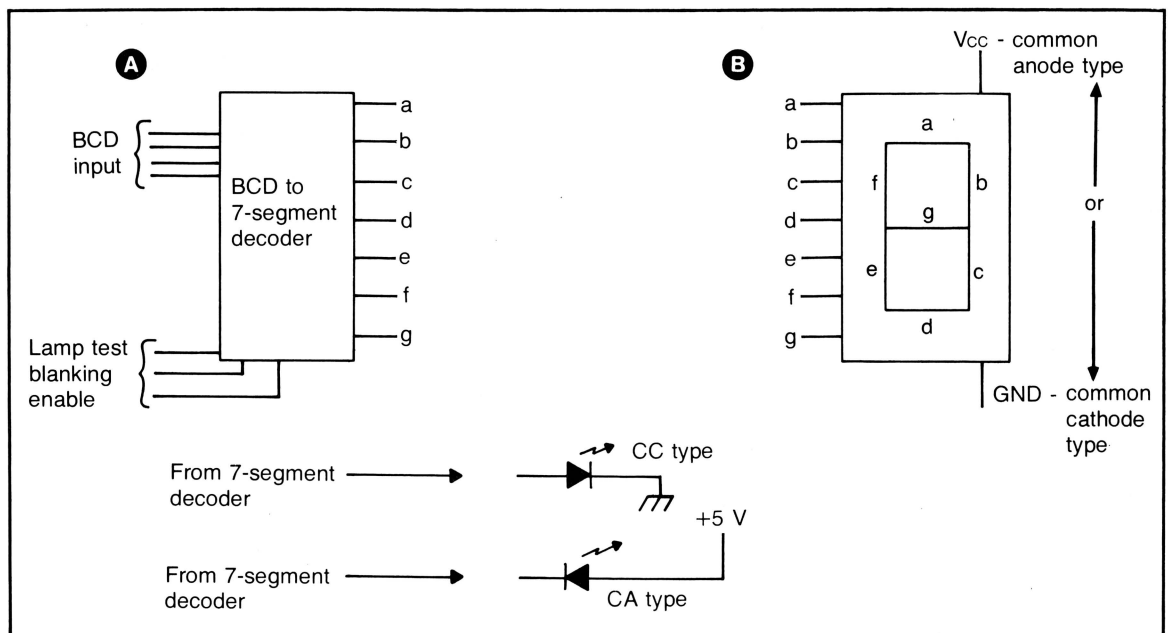 A
BCD
input
BCD to
7-segment
decoder
a
b
c
d
e
f
g
Lamp test
blanking
enable
B
Vcc - common
anode type
a
b
c
d
e
f
g
a
f
b
g
e
c
d
or
GND - common
cathode
type
From 7-segment
decoder
CC type
+5 V
From 7-segment
decoder
CA type